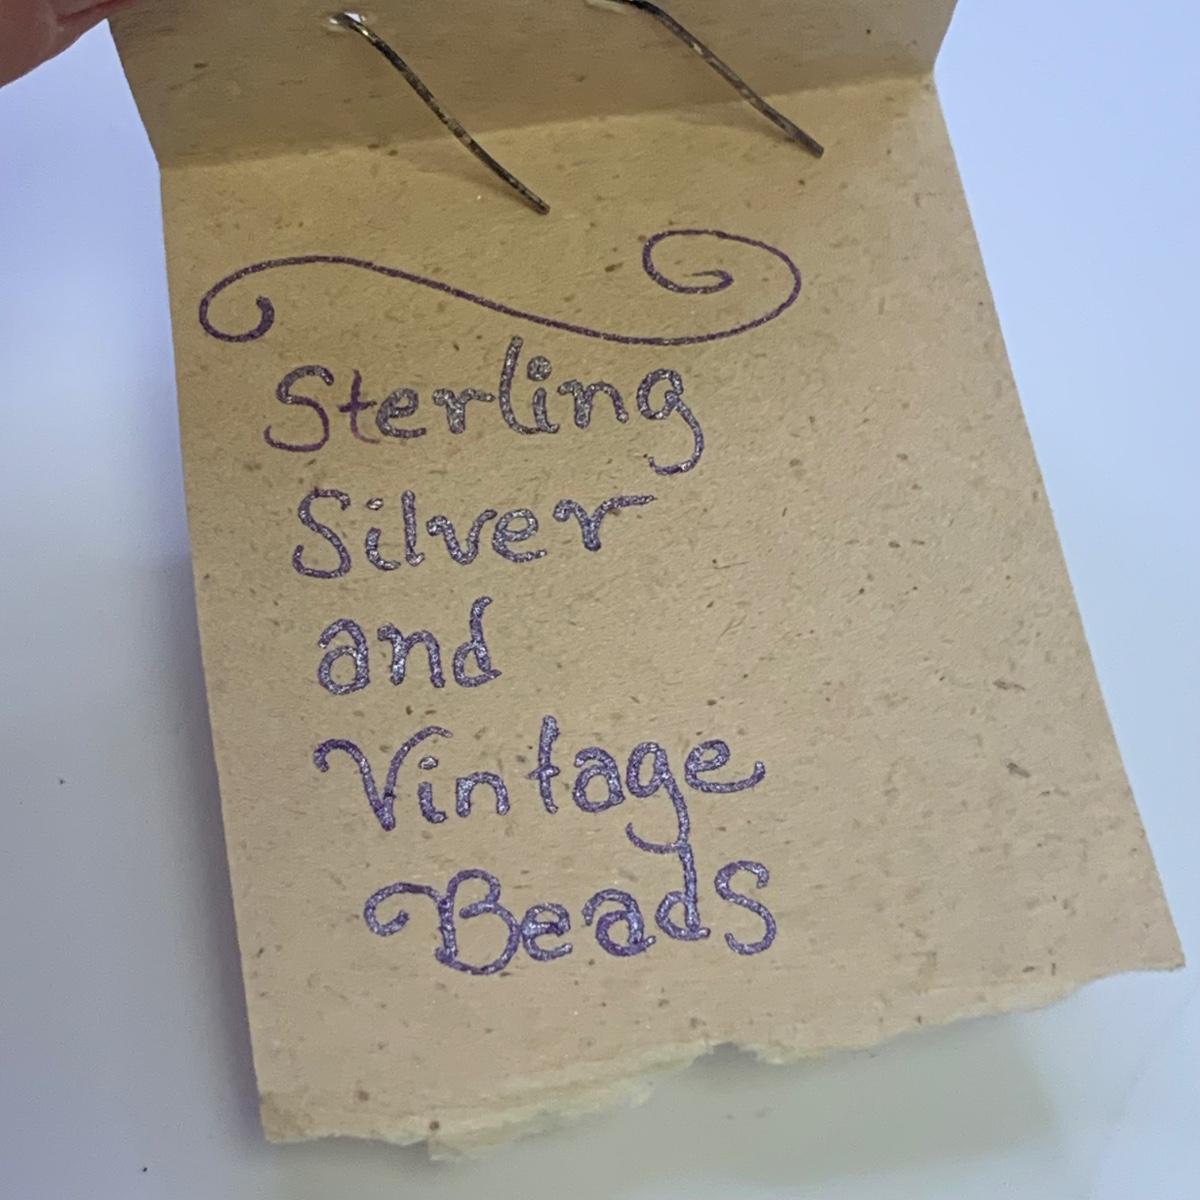 Sterling
Silver
and
Vintage
Beads